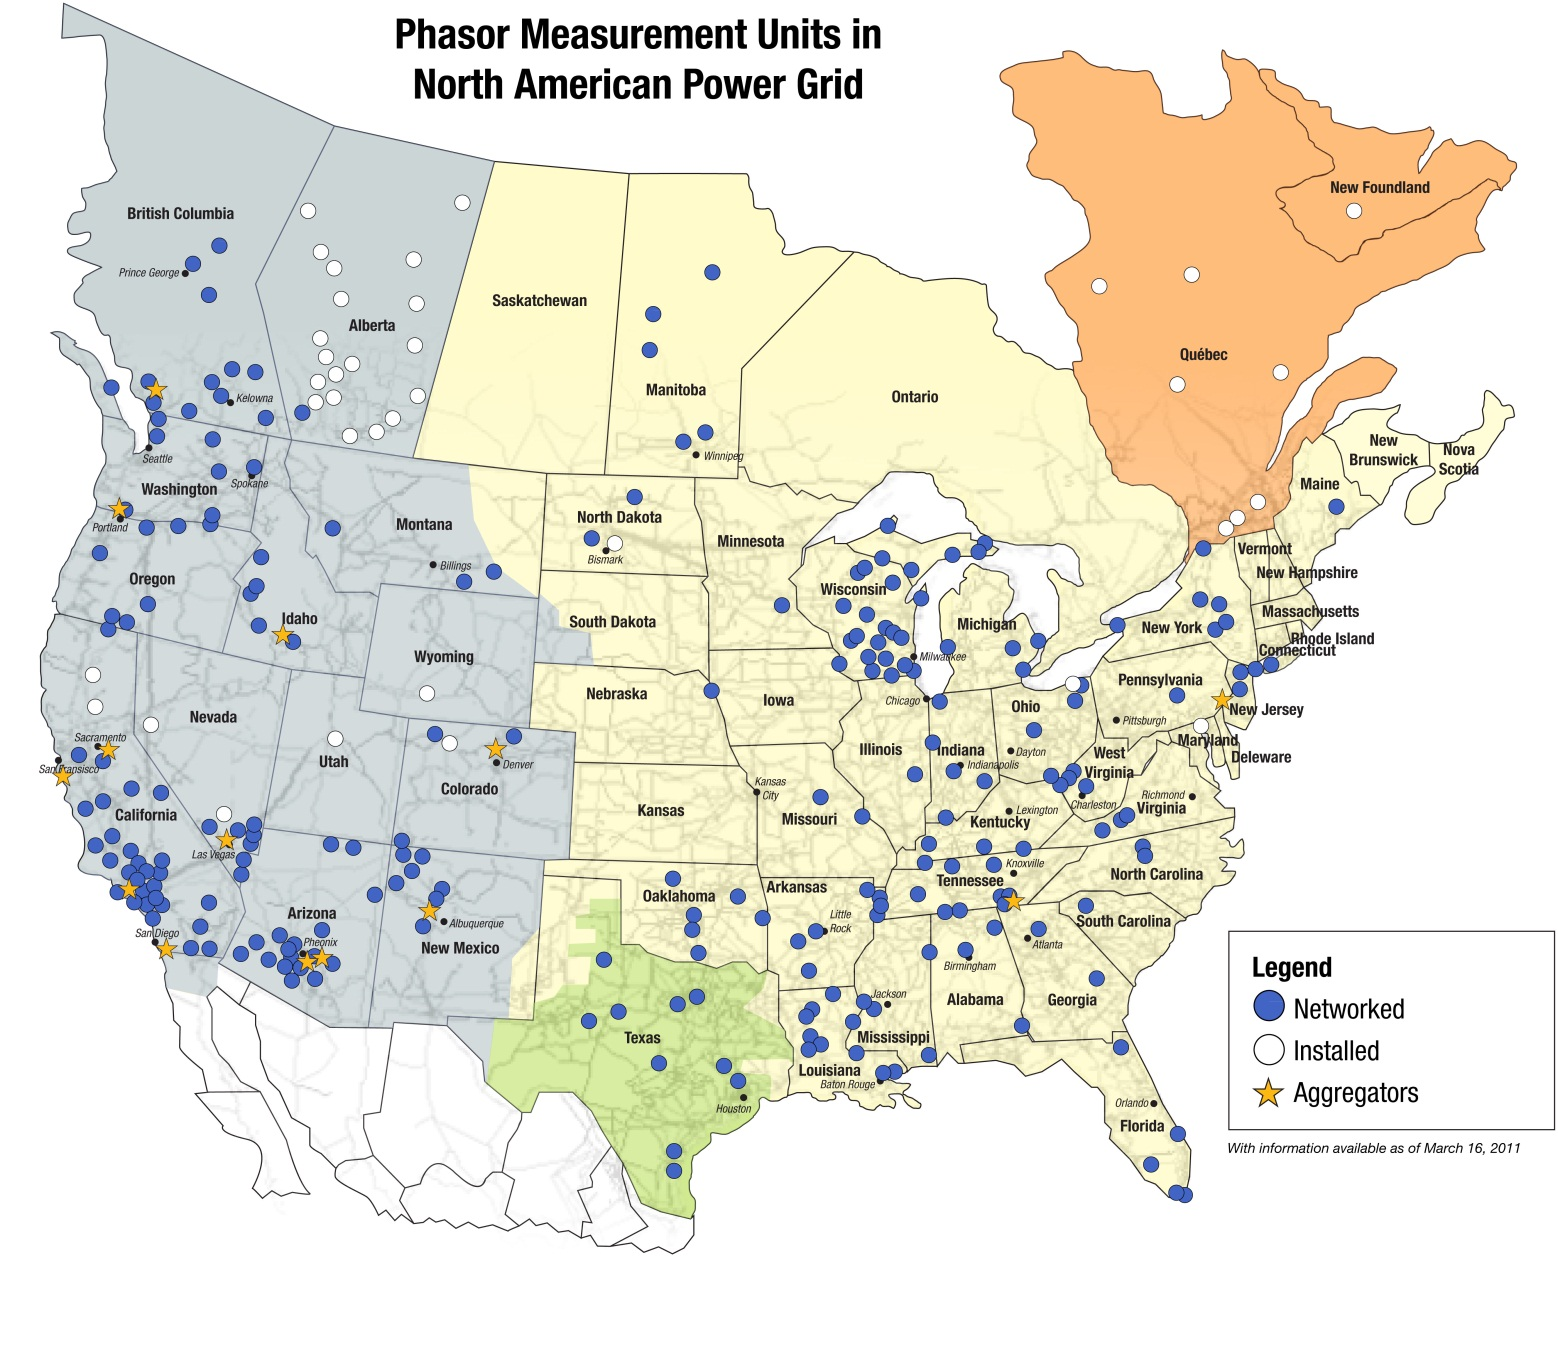 Phasor Measurement Units in
North American Power Grid
New Foundland
British Columbia
Prince George
Saskatchewan
Alberta
Québec
Manitoba
Ontario
Kelowna
New
Brunswick
Nova
Scotia
Winnipeg
Seattle
Spokane
Washington
Maine
Portland
Montana
North Dakota
Minnesota
Bismark
Vermont
Billings
New Hampshire
Oregon
Wisconsin
Idaho
South Dakota
Michigan
Massachusetts
New York
Rhode Island
Connecticut
Wyoming
Milwaukee
Pennsylvania
Nebraska
Iowa
Chicago
Ohio
New Jersey
Nevada
Pittsburgh
Sacramento
Maryland
San Fransisco
Utah
Denver
Illinois
Indiana
Dayton
Indianapolis
West
Virginia
Deleware
Colorado
Kansas
City
Richmond
California
Kansas
Missouri
Lexington
Charleston
Virginia
Kentucky
Las Vegas
Knoxville
Tennessee
North Carolina
Oaklahoma
Arkansas
Arizona
Little
Rock
South Carolina
San Diego
Pheonix
Albuquerque
New Mexico
Atlanta
Birmingham
Jackson
Alabama
Georgia
Texas
Mississippi
Louisiana
Baton Rouge
Houston
Orlando
Florida
Legend
Networked
Installed
Aggregators
With information available as of March 16, 2011